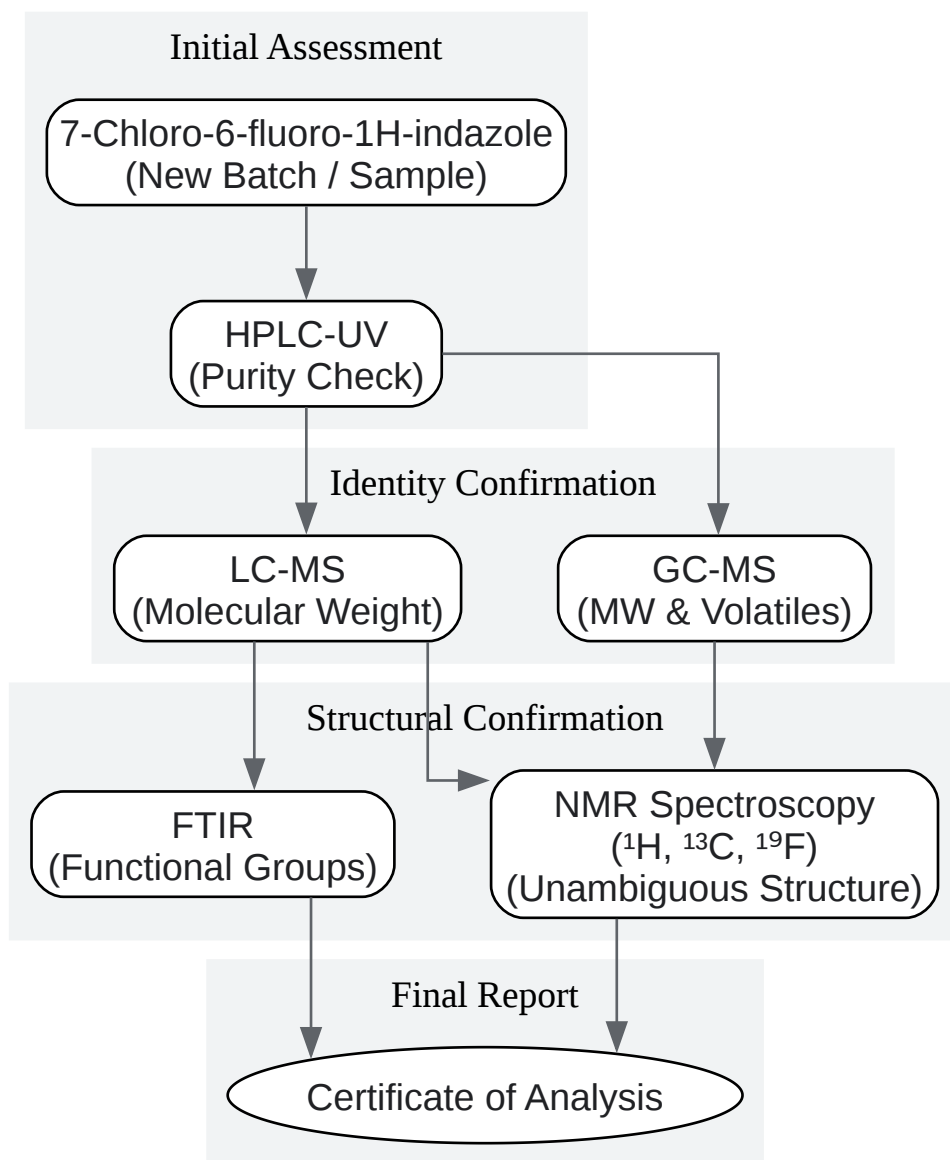 Initial Assessment
7-Chloro-6-fluoro-1H-indazole
(New Batch / Sample)
HPLC-UV
(Purity Check)
Identity Confirmation
LC-MS
(Molecular Weight)
GC-MS
(MW & Volatiles)
Structural Confirmation
FTIR
(Functional Groups)
NMR Spectroscopy
(¹H, ¹³C, ¹⁹F)
(Unambiguous Structure)
Final Report
Certificate of Analysis